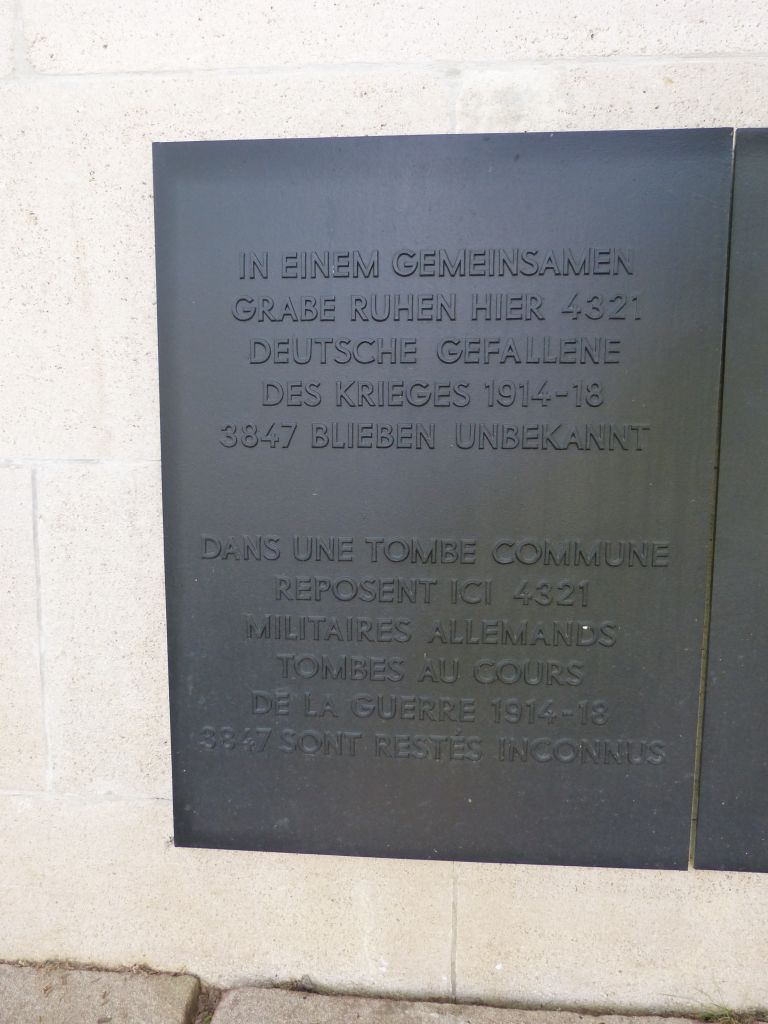 IN EINEM GEMEINSAMEN
GRABE RUHEN HIER 4321
DEUTSCHE GEFALLENE
DES KRIEGES 1914-18
3847 BLIEBEN UNBEKANNT
DANS UNE TOMBE COMMUNE
REPOSENT ICI 4321
MILITAIRES ALLEMANDS
TOMBES AU COURS
DE LA GUERRE 1914-18
3847 SONT RESTÉS INCONNUS